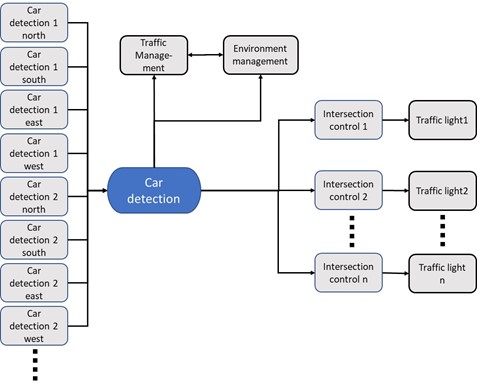 Car
detection 1
north
Car
detection 1
south
Car
detection 1
east
Car
detection 1
west
Car
detection 2
north
Car
detection 2
south
Car
detection 2
east
Car
detection 2
west
Traffic
Manage-
ment
Environment
management
Car
detection
Intersection
control 1
Traffic light1
Intersection
control 2
Traffic light2
Intersection
control n
Traffic light
n